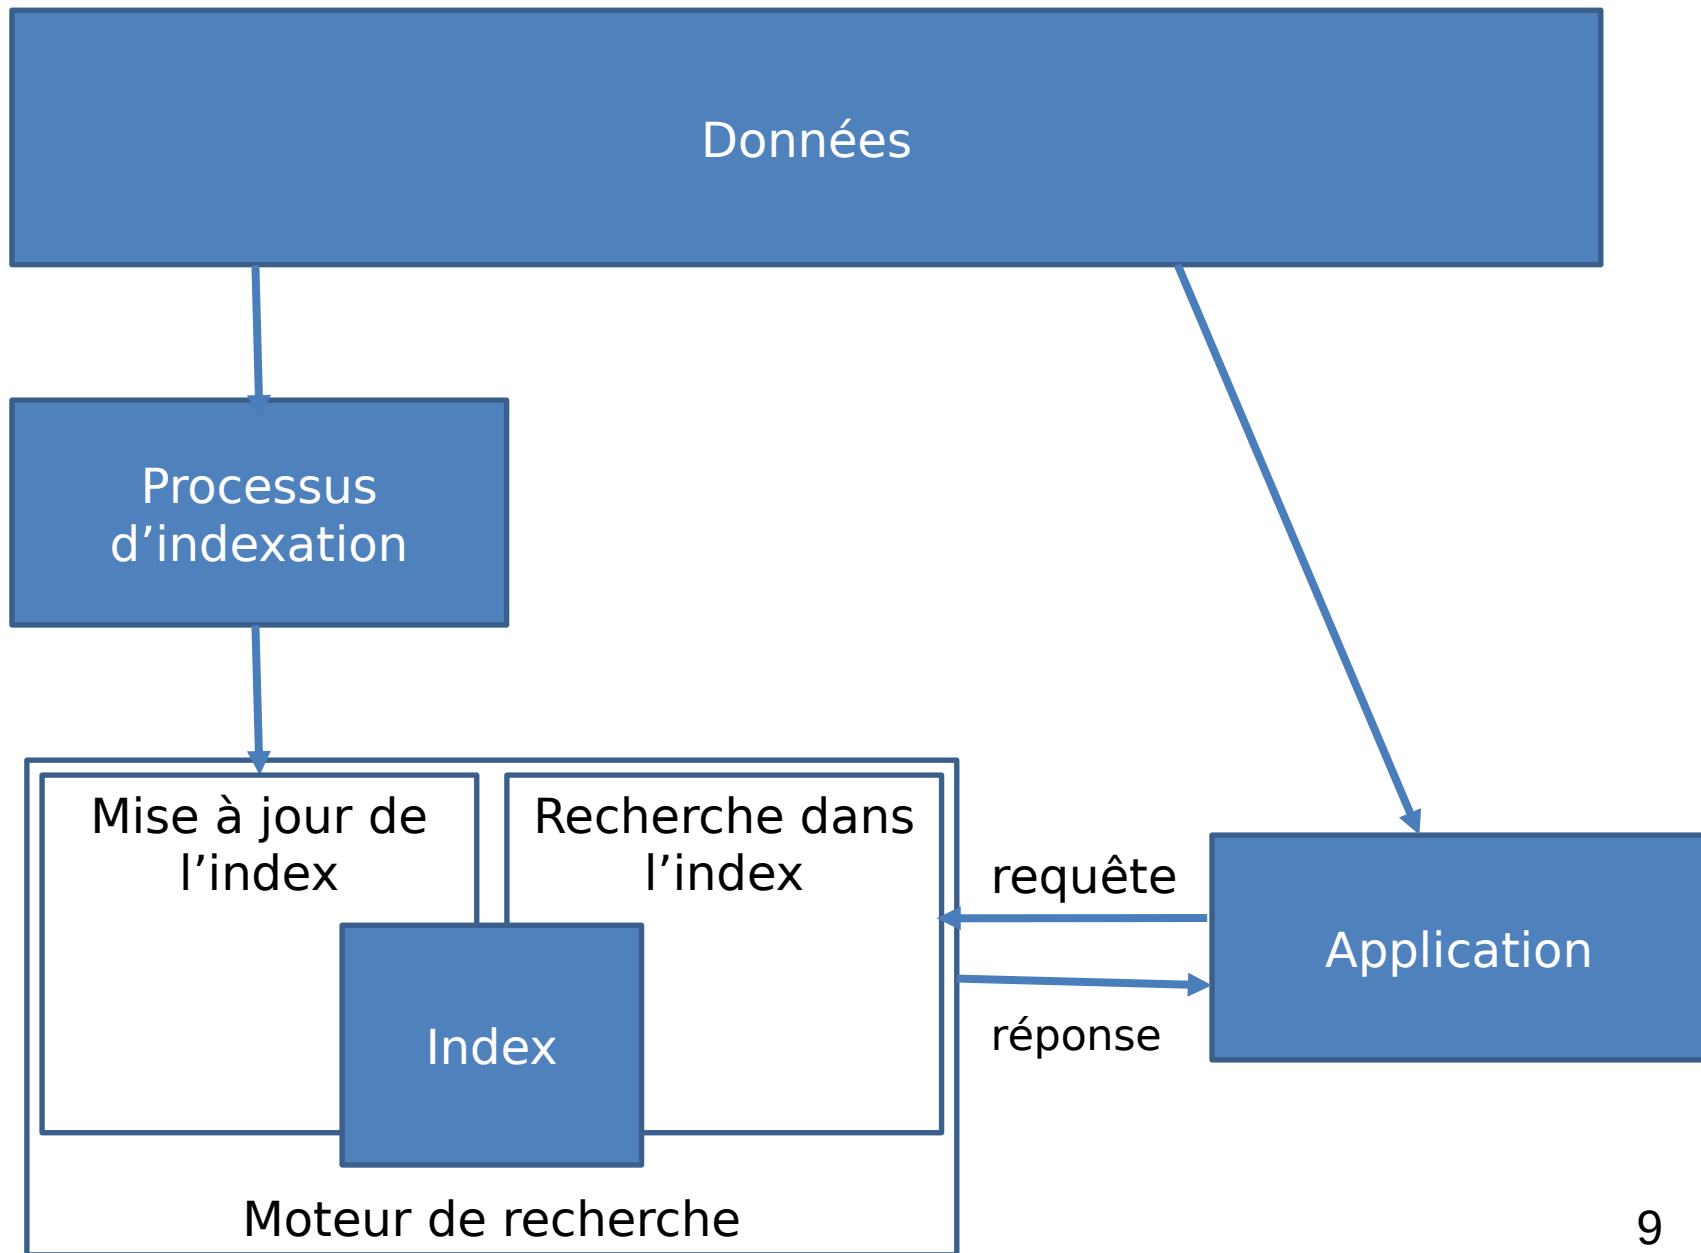 Données
Processus
d’indexation
Mise à jour de
l’index
Recherche dans
l’index
requête
Application
réponse
Index
Moteur de recherche
9